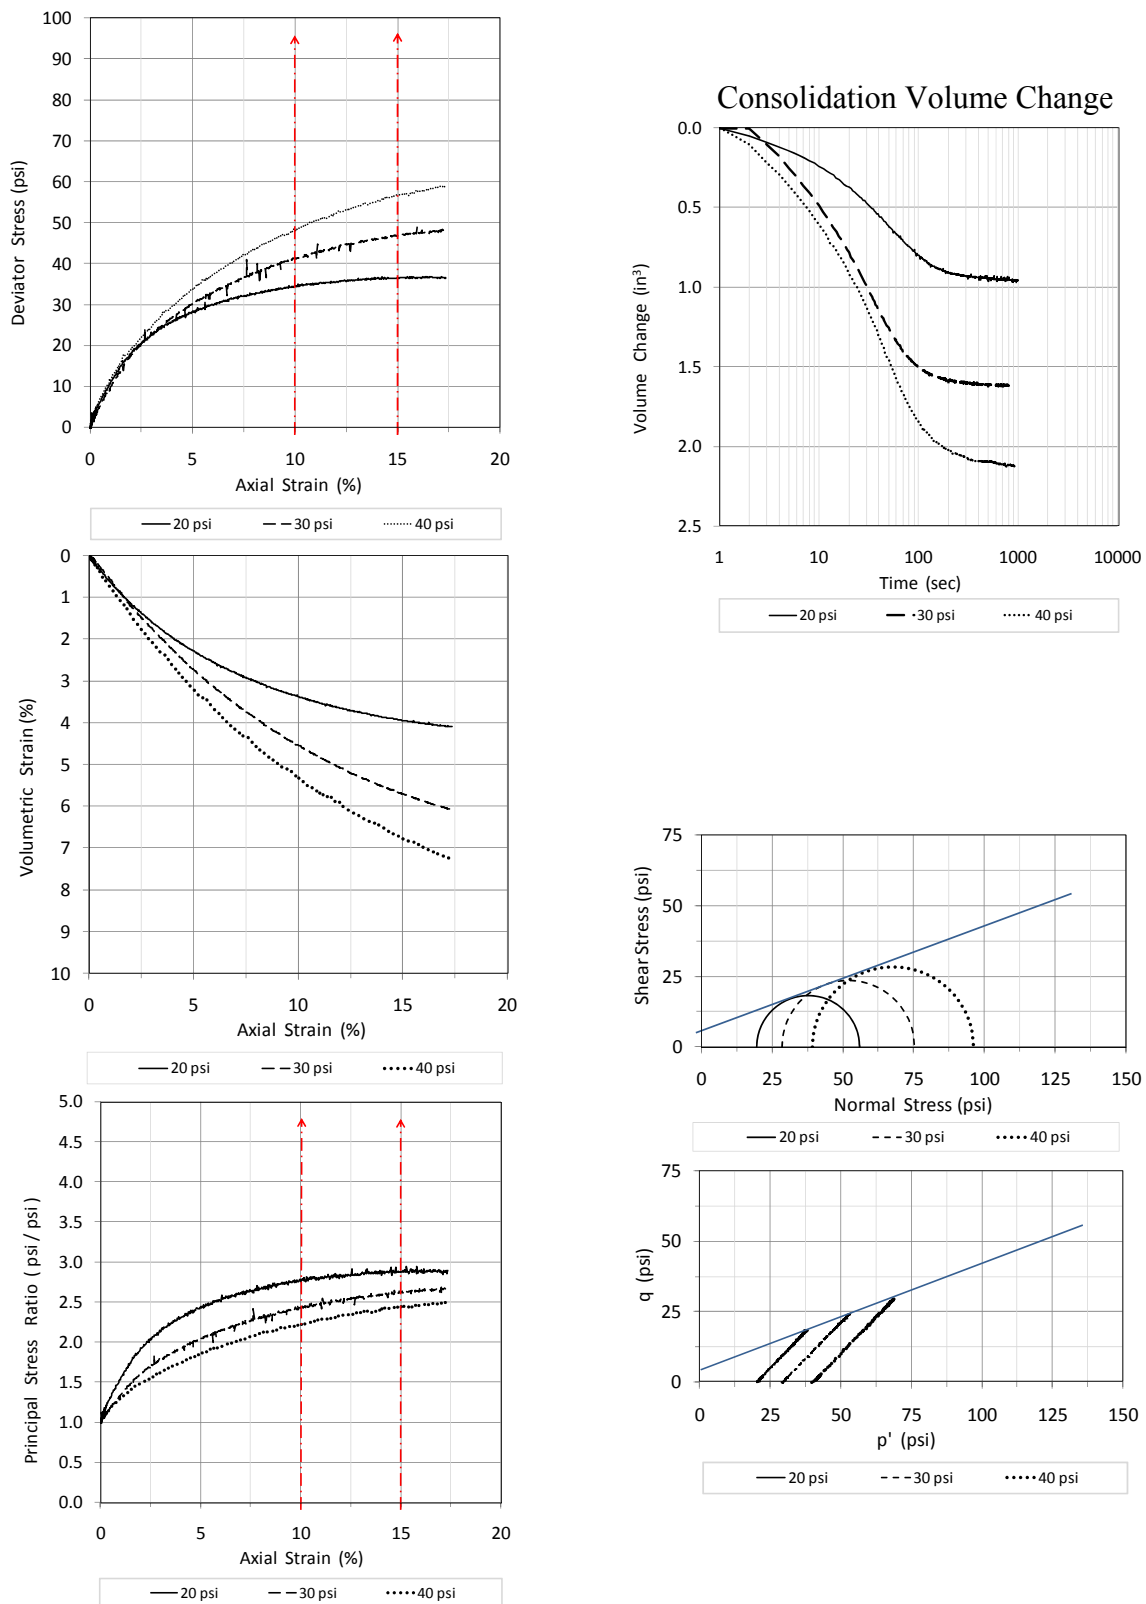 100
90
80
70
60
50
40
30
20
10
0
Deviator Stress (psi)
0 5 10 15 20
Axial Strain (%)
20 psi 30 psi 40 psi
0
1
2
3
4
5
6
7
8
9
10
Volumetric Strain (%)
0 5 10 15 20
Axial Strain (%)
20 psi 30 psi 40 psi
5.0
4.5
4.0
3.5
3.0
2.5
2.0
1.5
1.0
0.5
0.0
Principal Stress Ratio ( psi / psi )
0 5 10 15 20
Axial Strain (%)
20 psi 30 psi 40 psi
Consolidation Volume Change
0.0
0.5
1.0
1.5
2.0
2.5
Volume Change (in³)
1 10 100 1000 10000
Time (sec)
20 psi 30 psi 40 psi
75
50
25
0
Shear Stress (psi)
0 25 50 75 100 125 150
Normal Stress (psi)
20 psi 30 psi 40 psi
75
50
25
0
q (psi)
0 25 50 75 100 125 150
p' (psi)
20 psi 30 psi 40 psi